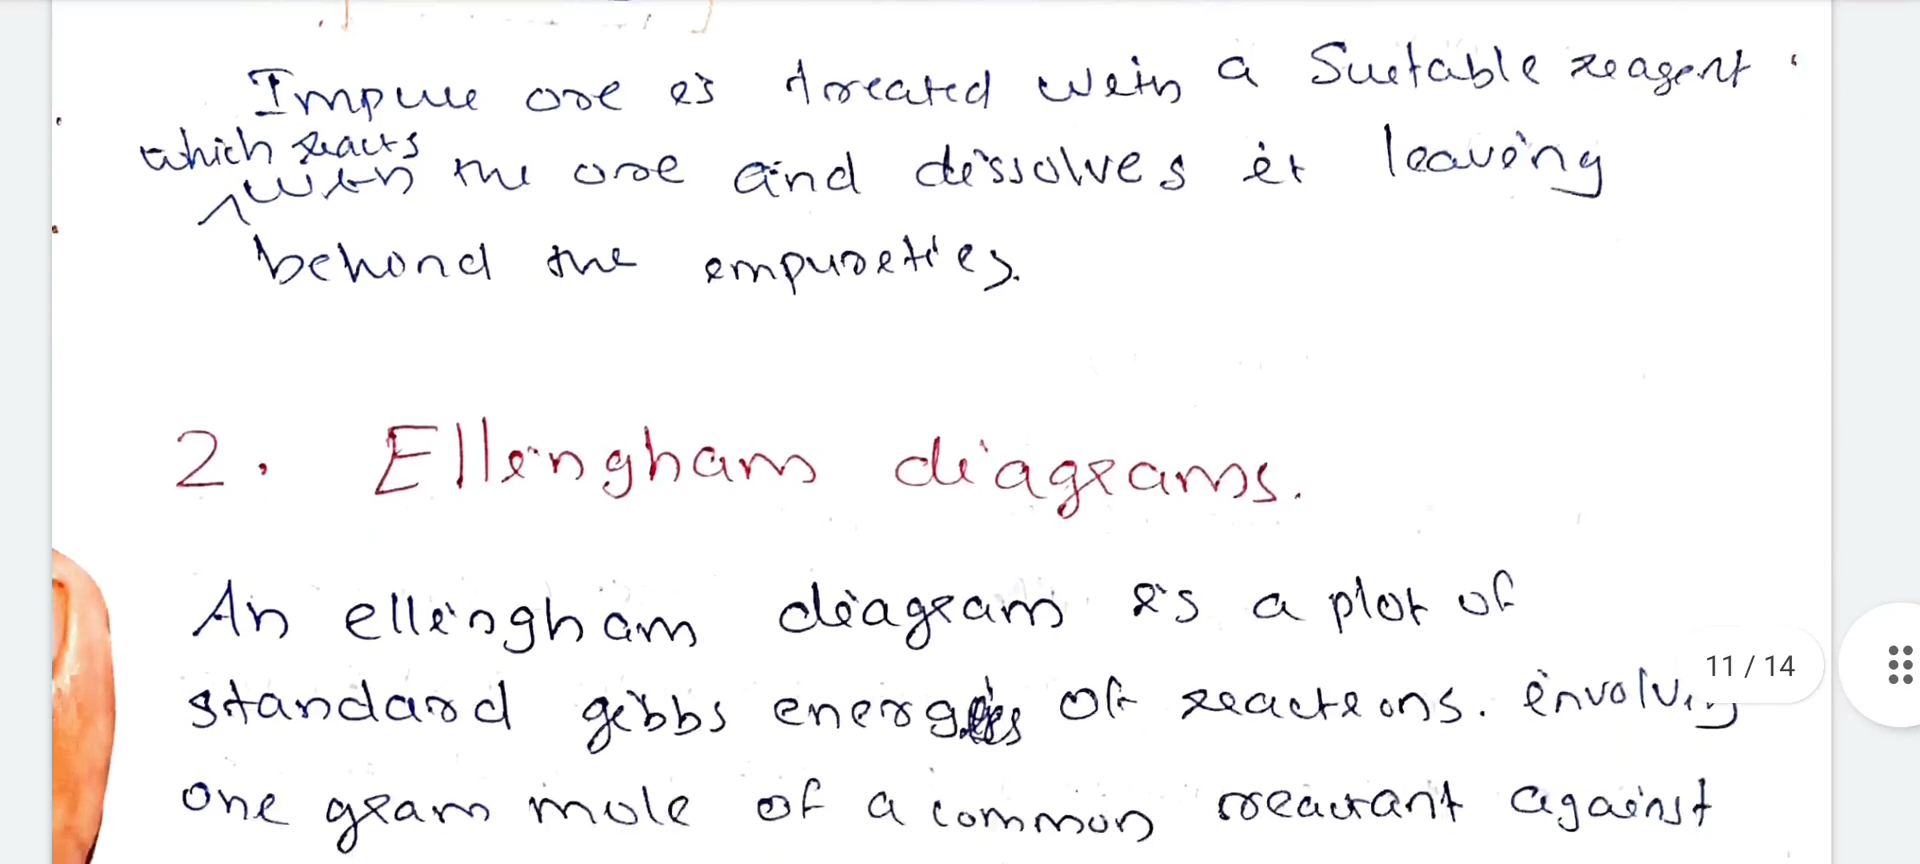 Impure ore is treated with a Suitable reagent
which reacts
with the ore and dissolves it leaving
behond the impurities.
2. Ellingham diagrams.
An ellingham diagram is a plot of
standard gibbs energies of reactions. involving
11 / 14
one gram mole of a common reactant against